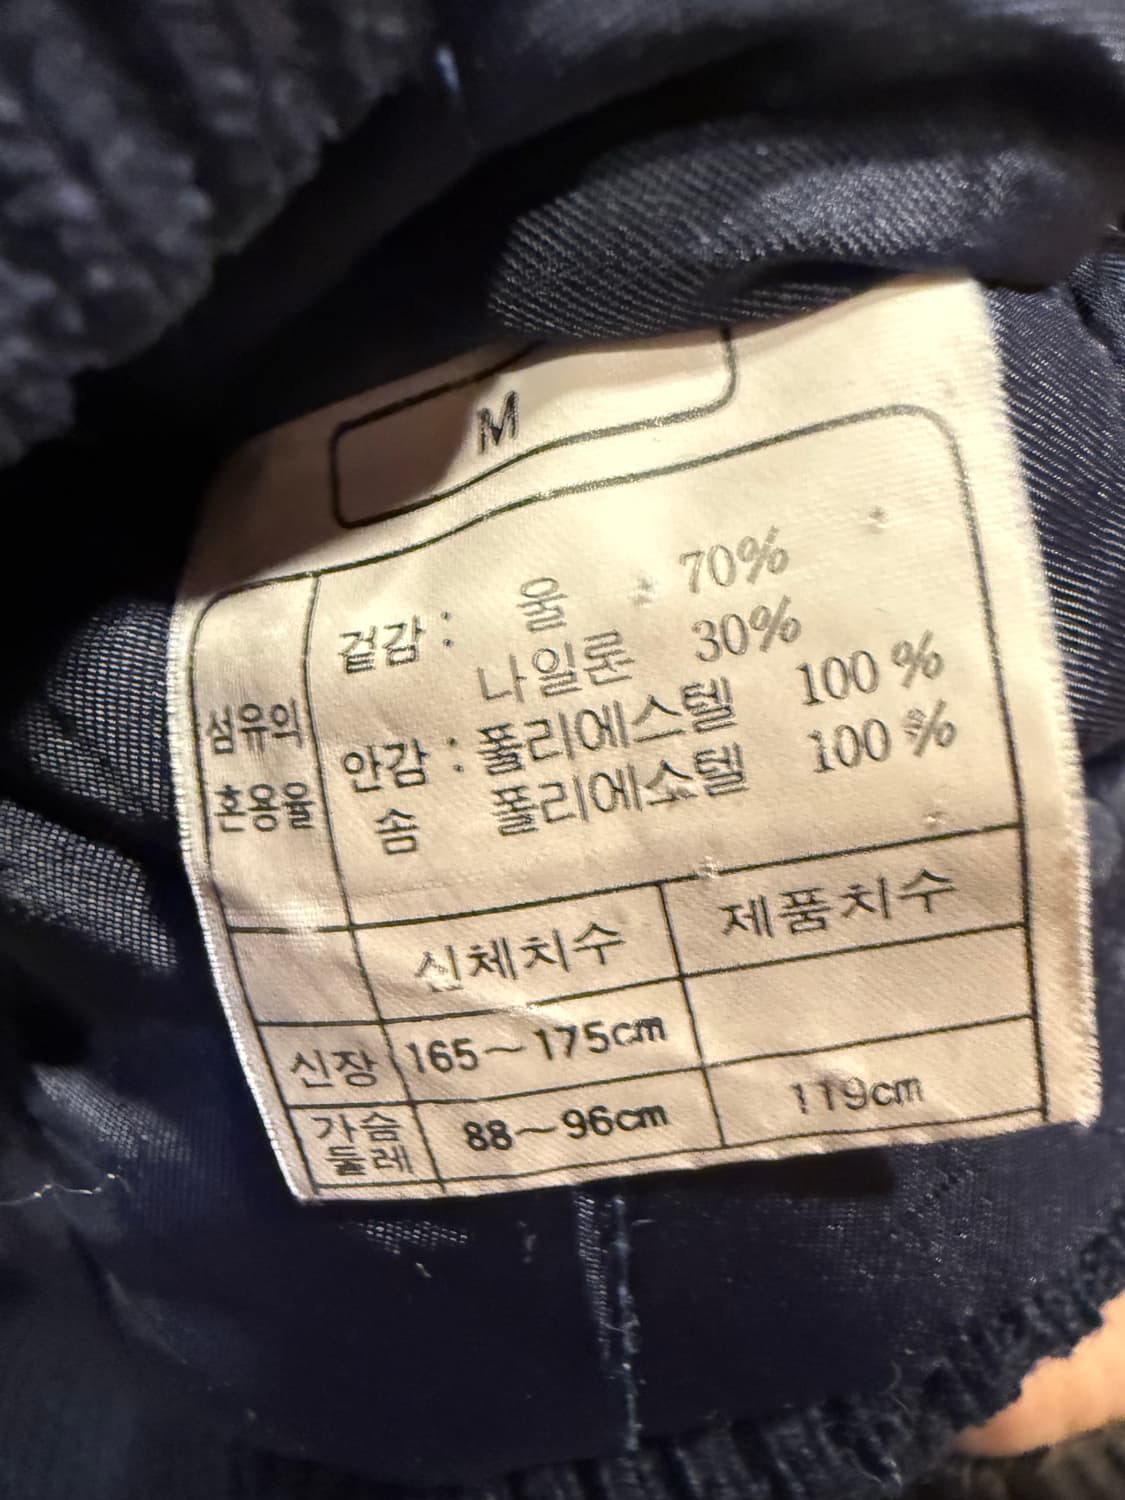 M
섬유의
혼용율
겉감 : 울 70%
나일론 30%
안감 : 폴리에스텔 100 %
솜 폴리에스텔 100 %
신체치수 제품치수
신장 165~175cm
가슴
둘레 88~96cm 119cm